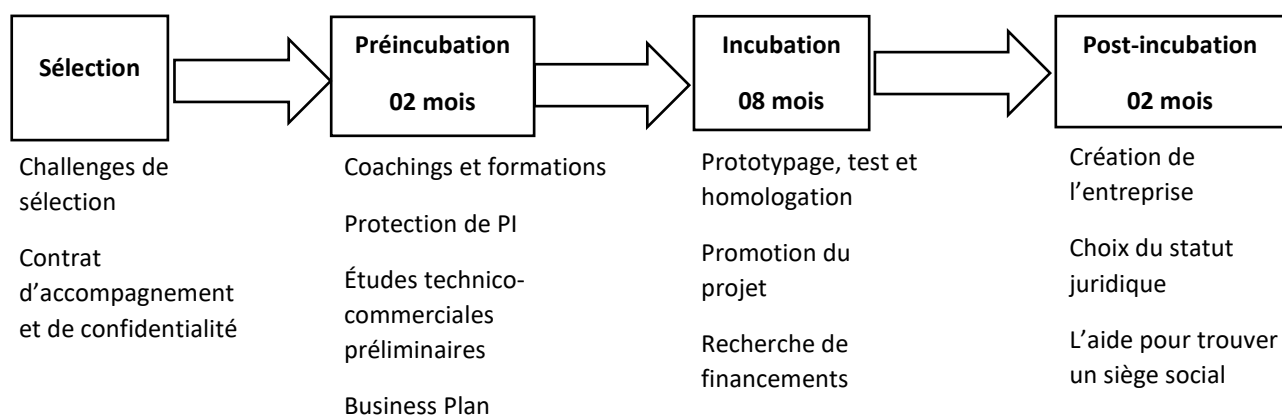 Sélection
Challenges de
sélection
Contrat
d’accompagnement
et de confidentialité
Préincubation
02 mois
Coachings et formations
Protection de PI
Études technico-
commerciales
préliminaires
Business Plan
Incubation
08 mois
Prototypage, test et
homologation
Promotion du
projet
Recherche de
financements
Post-incubation
02 mois
Création de
l’entreprise
Choix du statut
juridique
L’aide pour trouver
un siège social